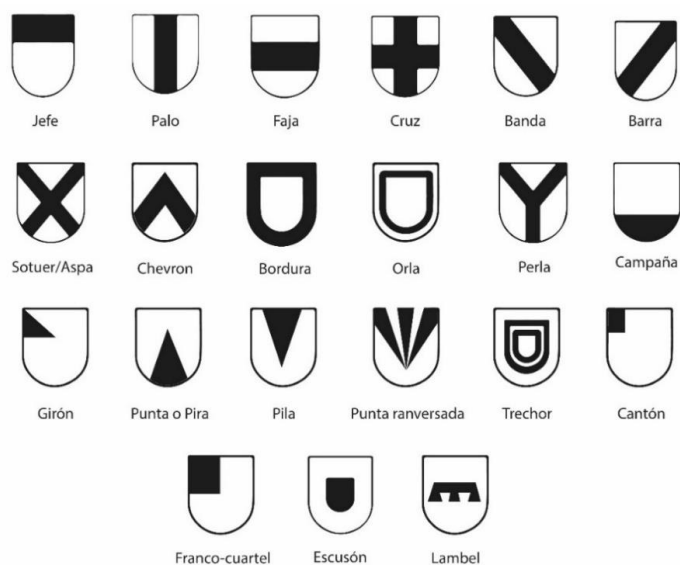 Jefe Palo Faja Cruz Banda Barra
Sotuer/Aspa Chevron Bordura Orla Perla Campaña
Girón Punta o Pira Pila Punta ranversada Trechor Cantón
Franco-cuartel Escusón Lambel